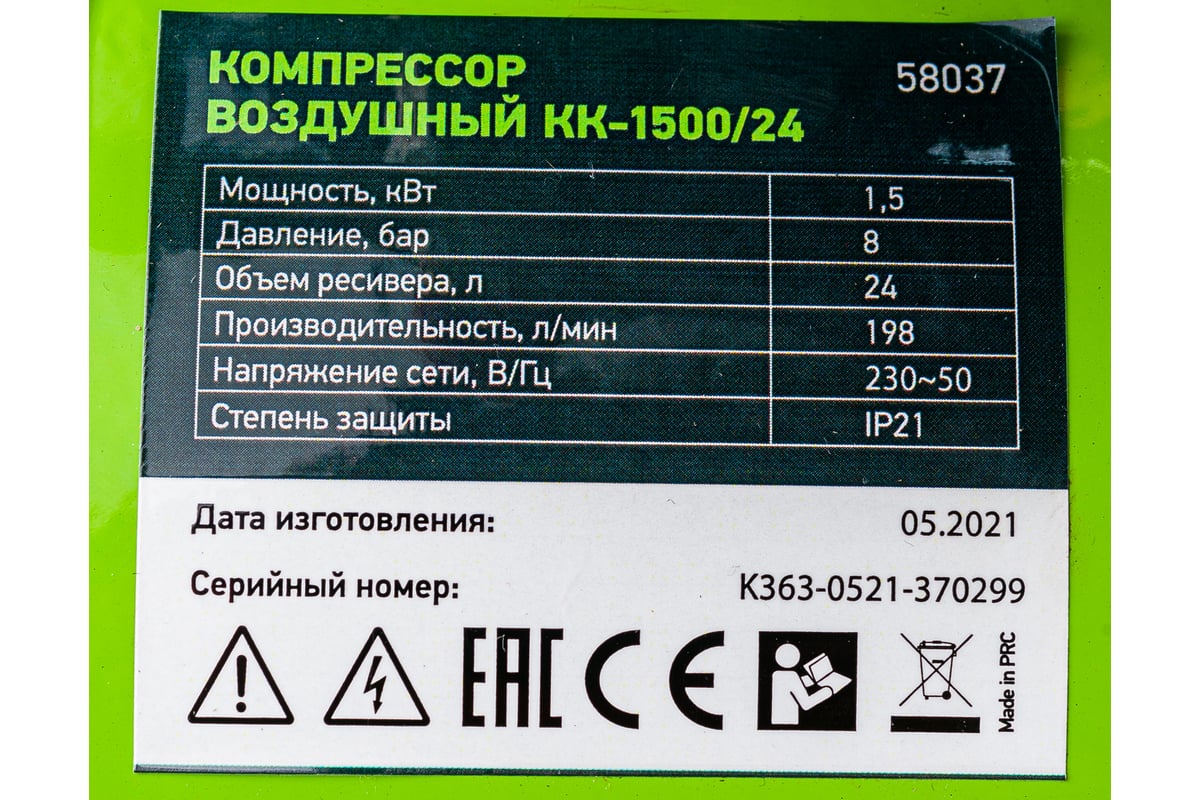 КОМПРЕССОР
ВОЗДУШНЫЙ КК-1500/24
58037
Мощность, кВт 1,5
Давление, бар 8
Объем ресивера, л 24
Производительность, л/мин 198
Напряжение сети, В/Гц 230~50
Степень защиты IP21
Дата изготовления: 05.2021
Серийный номер: K363-0521-370299
EAC CE
Made in PRC